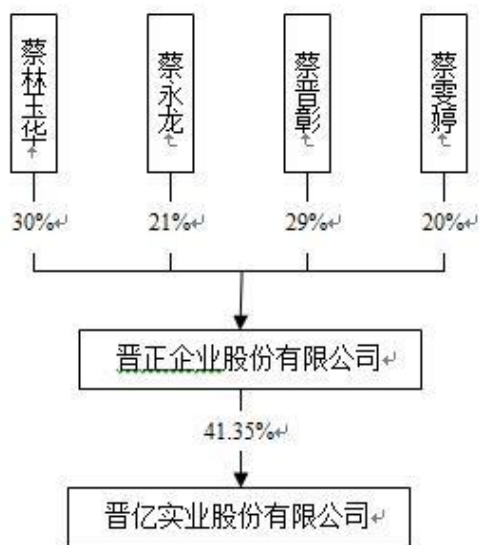 蔡林玉华
蔡永龙
蔡晋彰
蔡雯婷
30%
21%
29%
20%
晋正企业股份有限公司
41.35%
晋亿实业股份有限公司